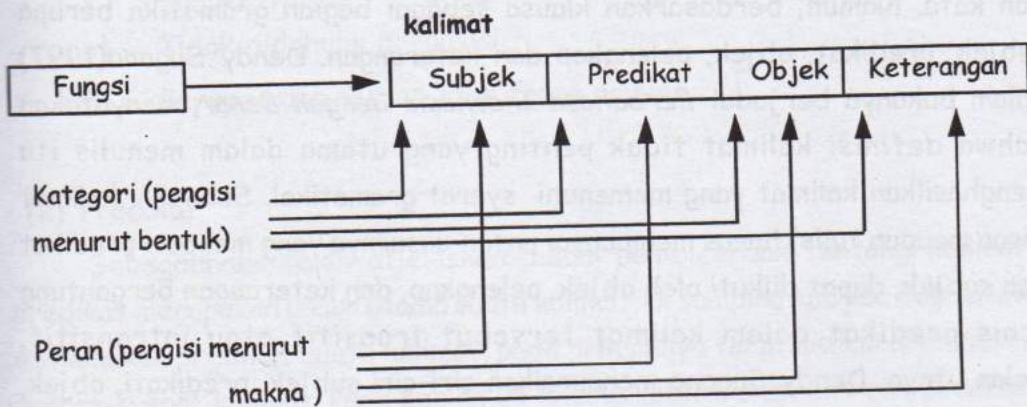 kalimat
Fungsi
Subjek
Predikat
Objek
Keterangan
Kategori (pengisi
menurut bentuk)
Peran (pengisi menurut
makna )